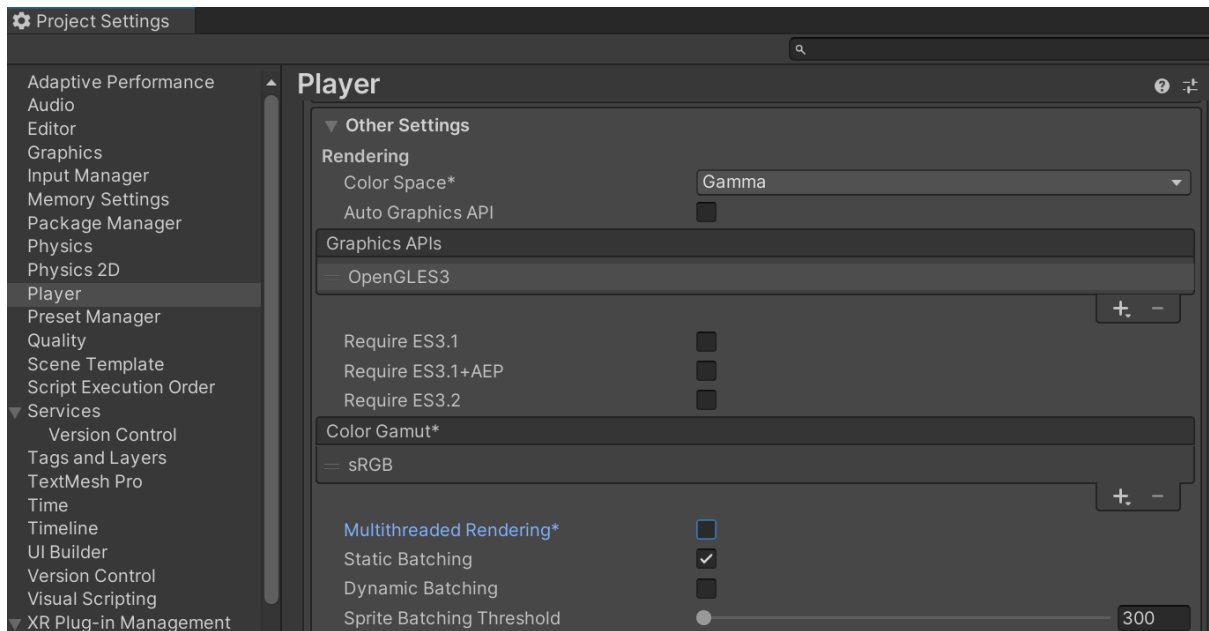 Project Settings
Adaptive Performance
Audio
Editor
Graphics
Input Manager
Memory Settings
Package Manager
Physics
Physics 2D
Player
Preset Manager
Quality
Scene Template
Script Execution Order
Services
Version Control
Tags and Layers
TextMesh Pro
Time
Timeline
UI Builder
Version Control
Visual Scripting
XR Plug-in Management
Player
Other Settings
Rendering
Color Space* Gamma
Auto Graphics API
Graphics APIs
OpenGLES3
Require ES3.1
Require ES3.1+AEP
Require ES3.2
Color Gamut*
sRGB
Multithreaded Rendering*
Static Batching
Dynamic Batching
Sprite Batching Threshold 300